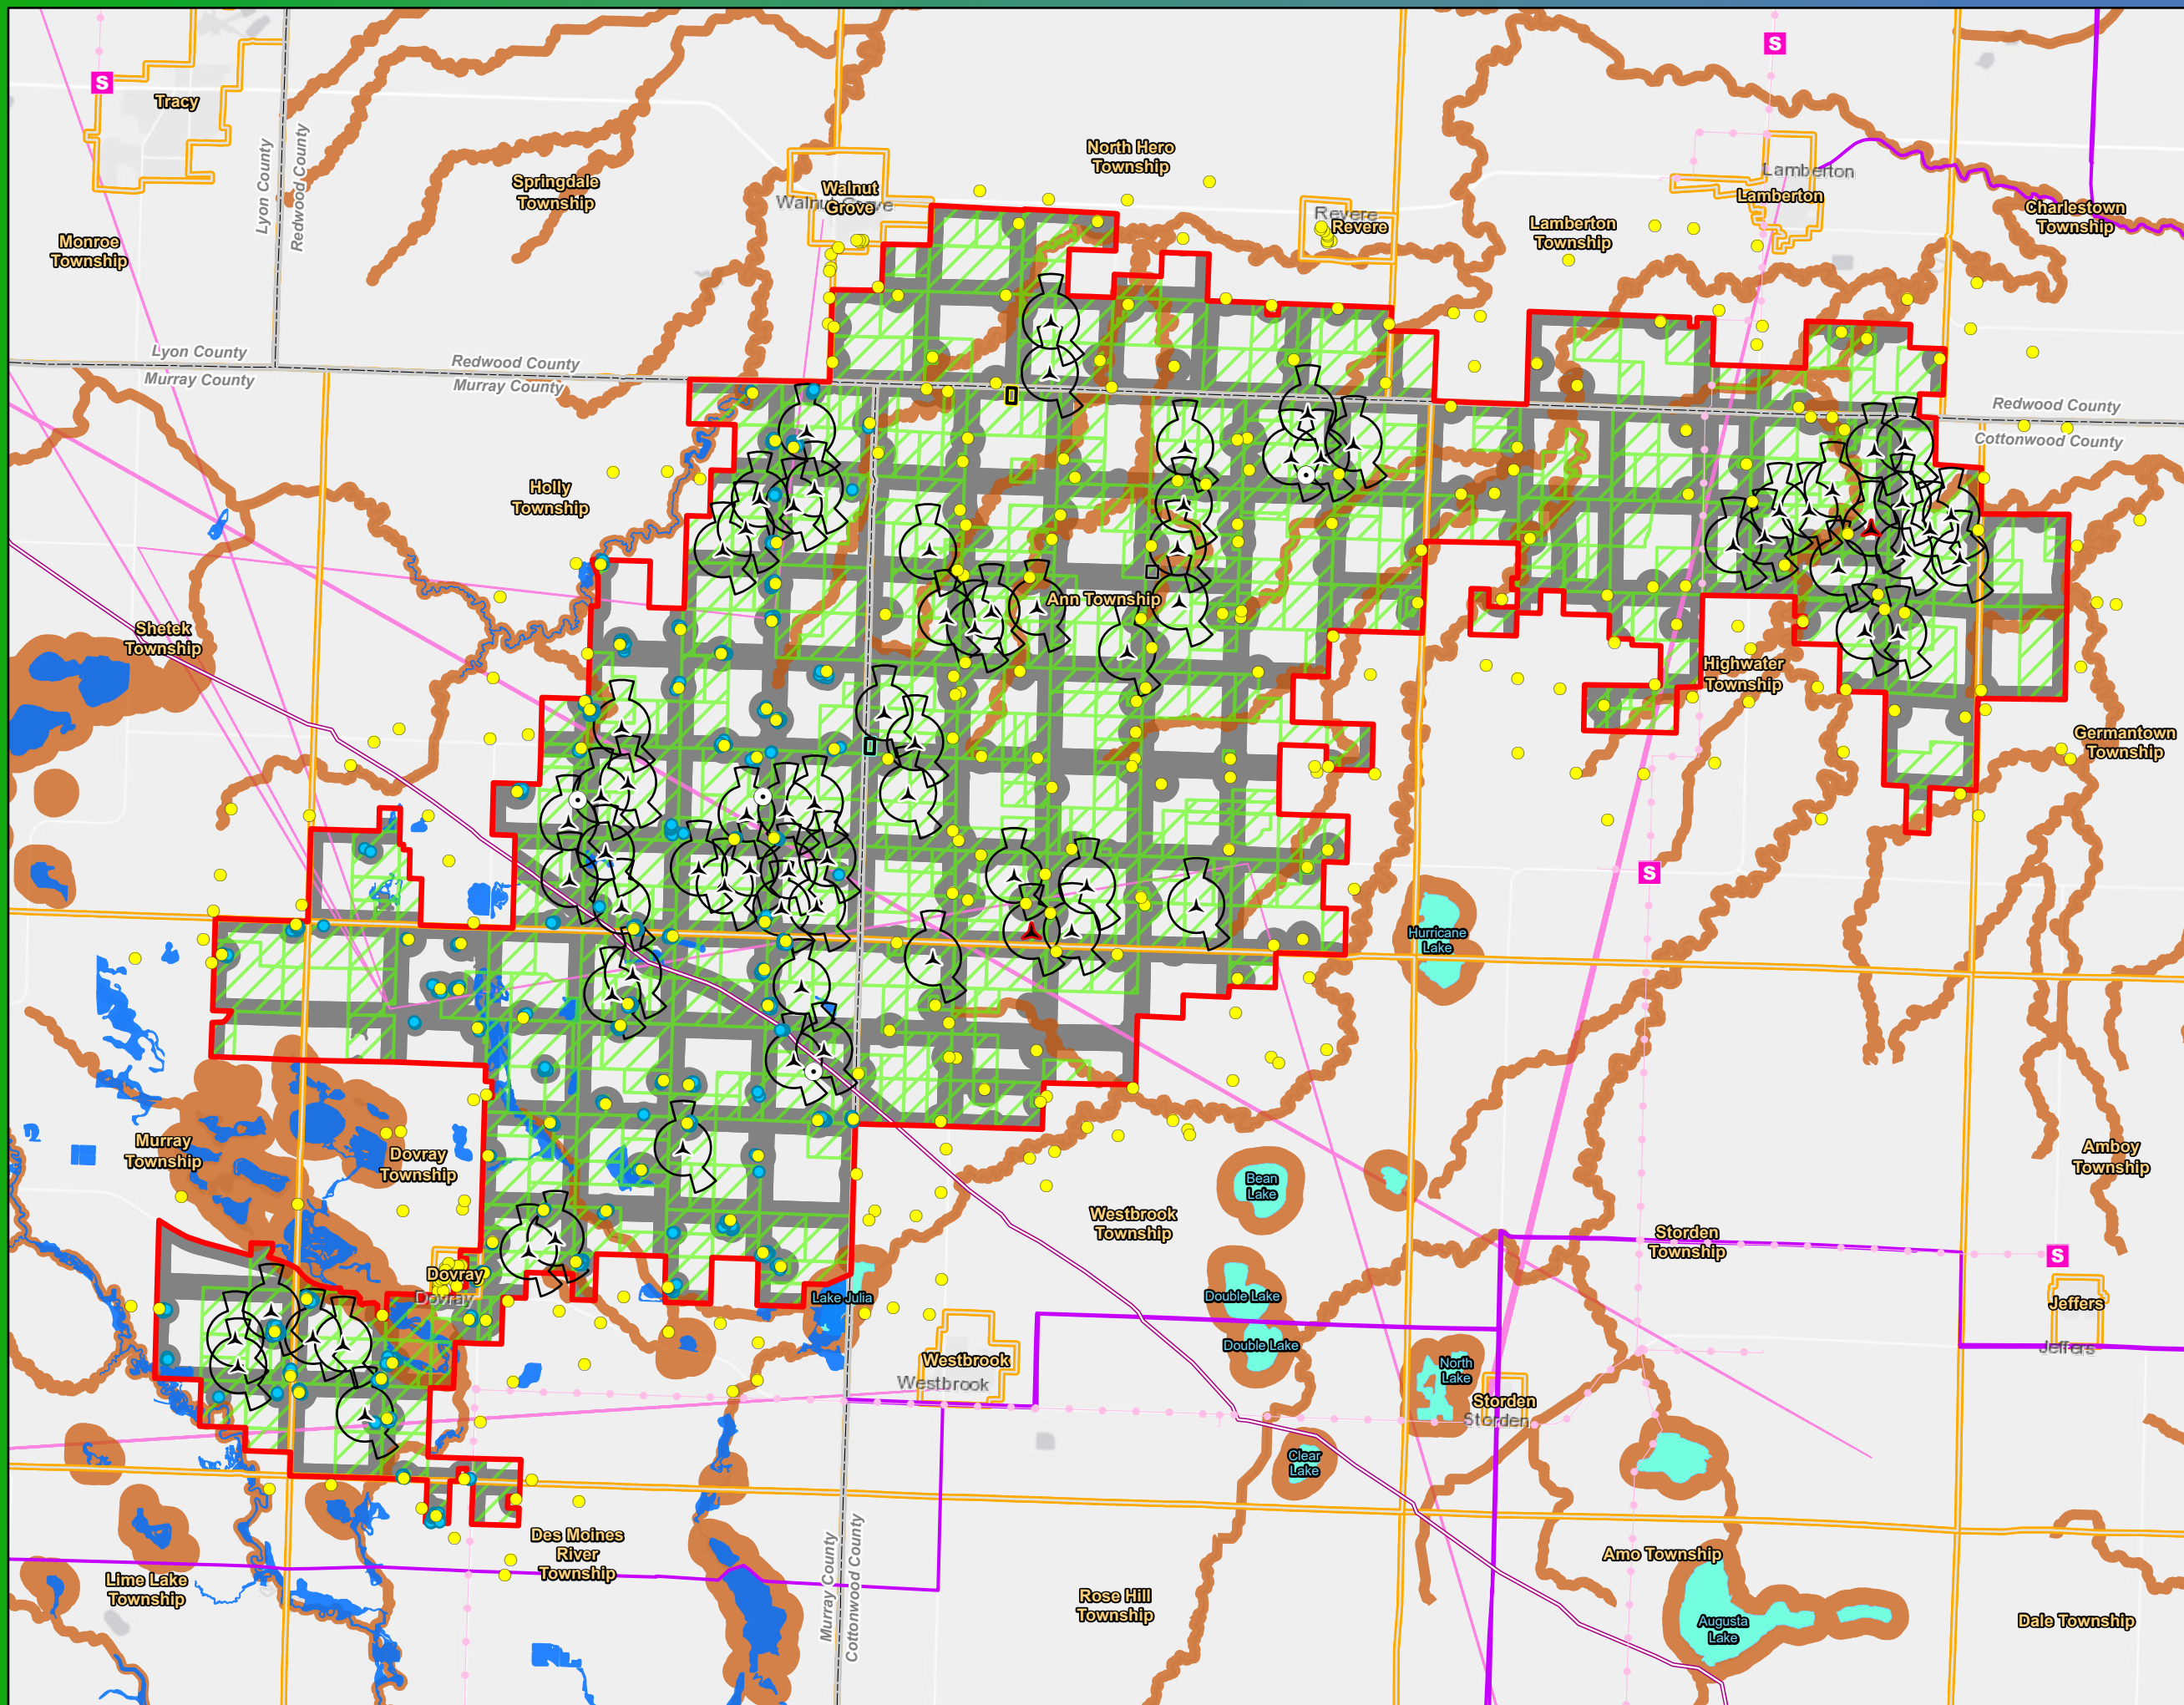 S
S
Tracy
Lyon County
Redwood County
North Hero
Township
Springdale
Township
Walnut
Grove
Walnut Grove
Lamberton
Lamberton
Revere
Revere
Lamberton
Township
Charlestown
Township
Monroe
Township
Lyon County
Murray County
Redwood County
Murray County
Redwood County
Cottonwood County
Holly
Township
Ann Township
Shetek
Township
Highwater
Township
Germantown
Township
S
Hurricane
Lake
Murray
Township
Dovray
Township
Amboy
Township
Bean
Lake
Westbrook
Township
Storden
Township
S
Dovray
Dovray
Lake Julia
Double Lake
Jeffers
Jeffers
Double Lake
Westbrook
Westbrook
North
Lake
Storden
Storden
Clear
Lake
Des Moines
River
Township
Murray County
Cottonwood County
Amo Township
Lime Lake
Township
Rose Hill
Township
Augusta
Lake
Dale Township